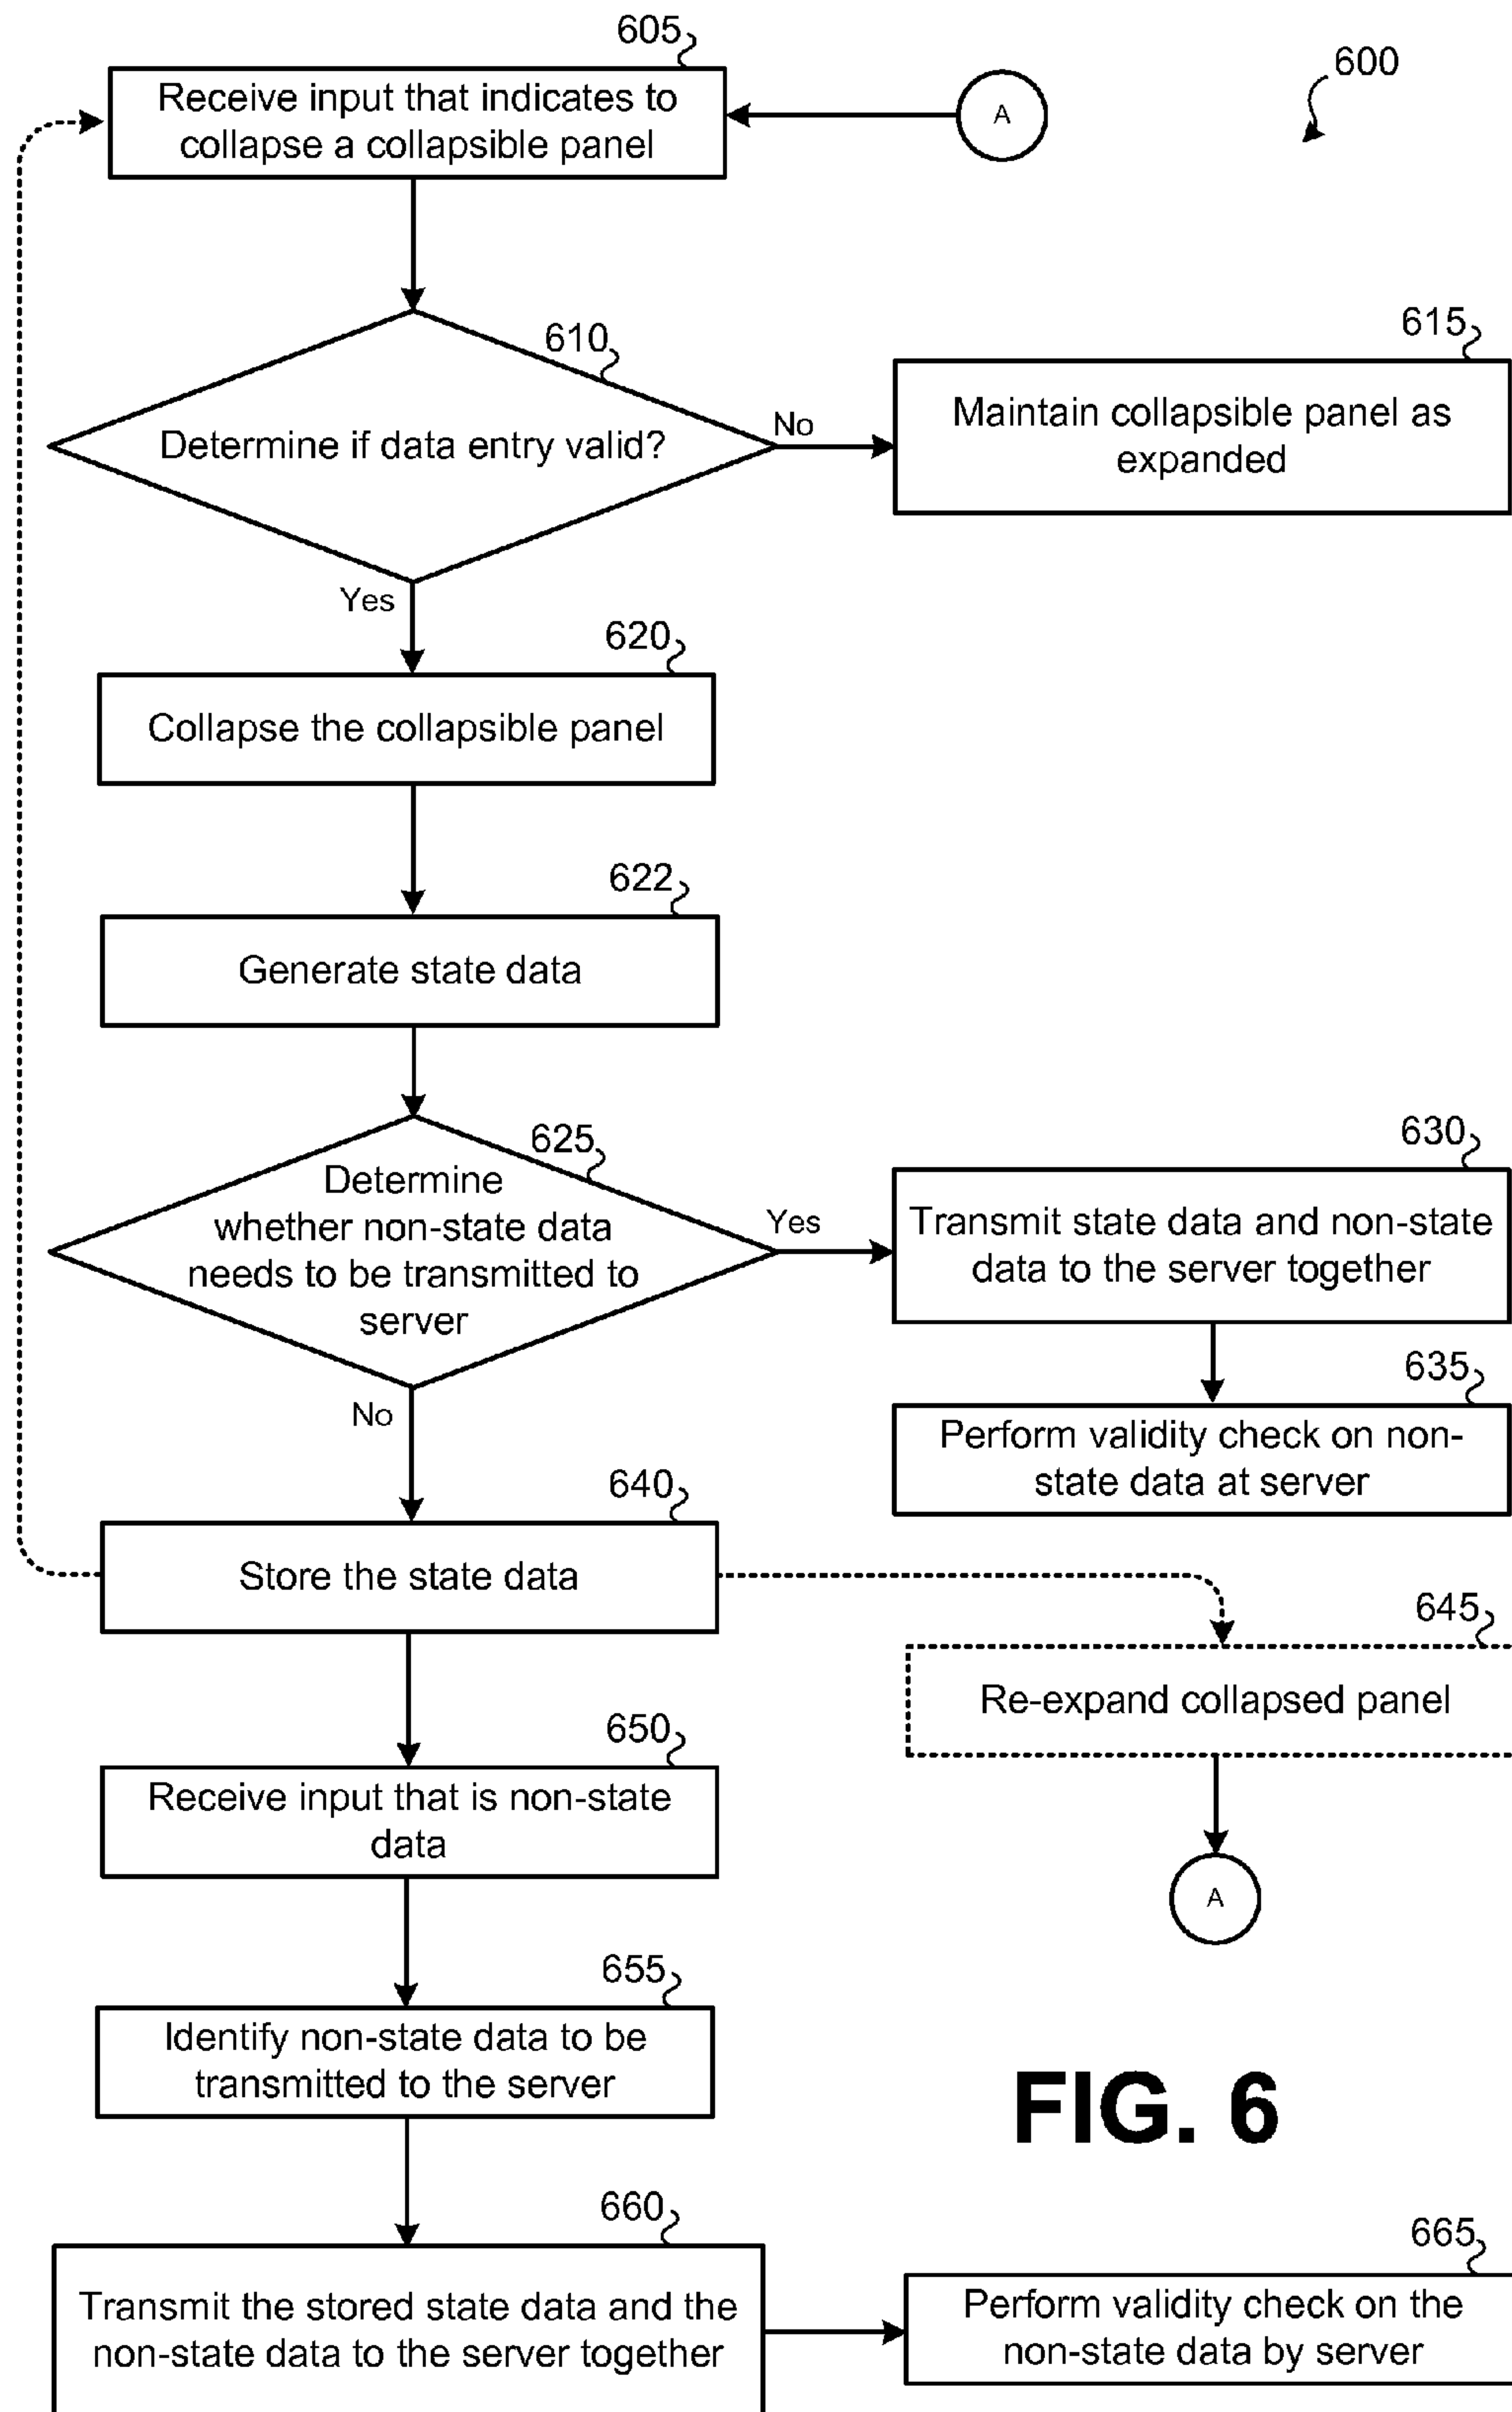 605
Receive input that indicates to
collapse a collapsible panel
A
600
610
Determine if data entry valid?
No
615
Maintain collapsible panel as
expanded
Yes
620
Collapse the collapsible panel
622
Generate state data
625
Determine
whether non-state data
needs to be transmitted to
server
Yes
630
Transmit state data and non-state
data to the server together
635
Perform validity check on non-
state data at server
No
640
Store the state data
645
Re-expand collapsed panel
A
650
Receive input that is non-state
data
655
Identify non-state data to be
transmitted to the server
FIG. 6
660
Transmit the stored state data and the
non-state data to the server together
665
Perform validity check on the
non-state data by server